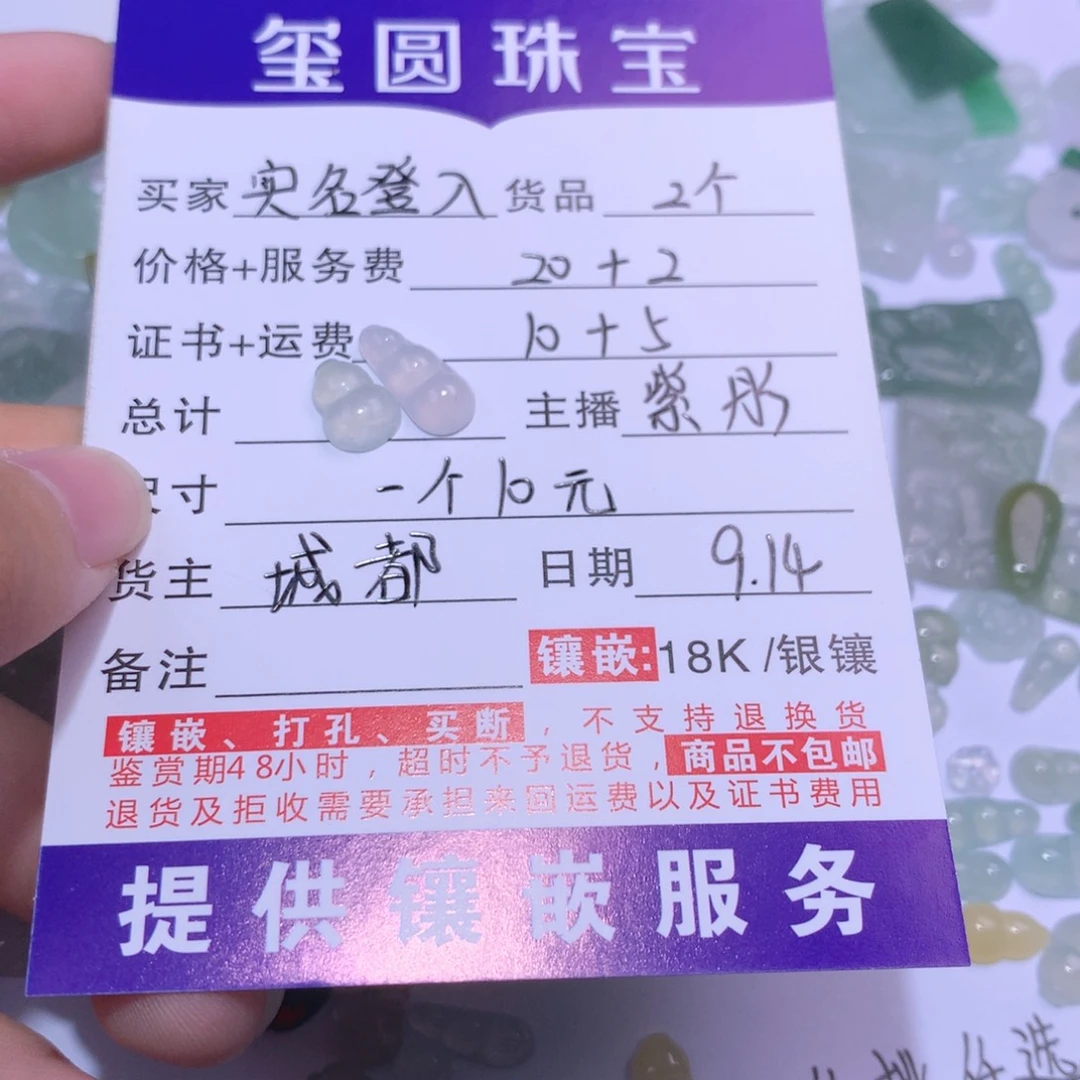 玺圆珠宝
买家 实名登入 货品 2个
价格+服务费 20+2
证书+运费 10+5
总计 主播 紫彤
尺寸 一个10元
货主 城都 日期 9.14
备注 镶嵌:18K/银镶
镶嵌、打孔、买断，不支持退换货
鉴赏期48小时，超时不予退货，商品不包邮
退货及拒收需要承担来回运费以及证书费用
提供镶嵌服务
任选